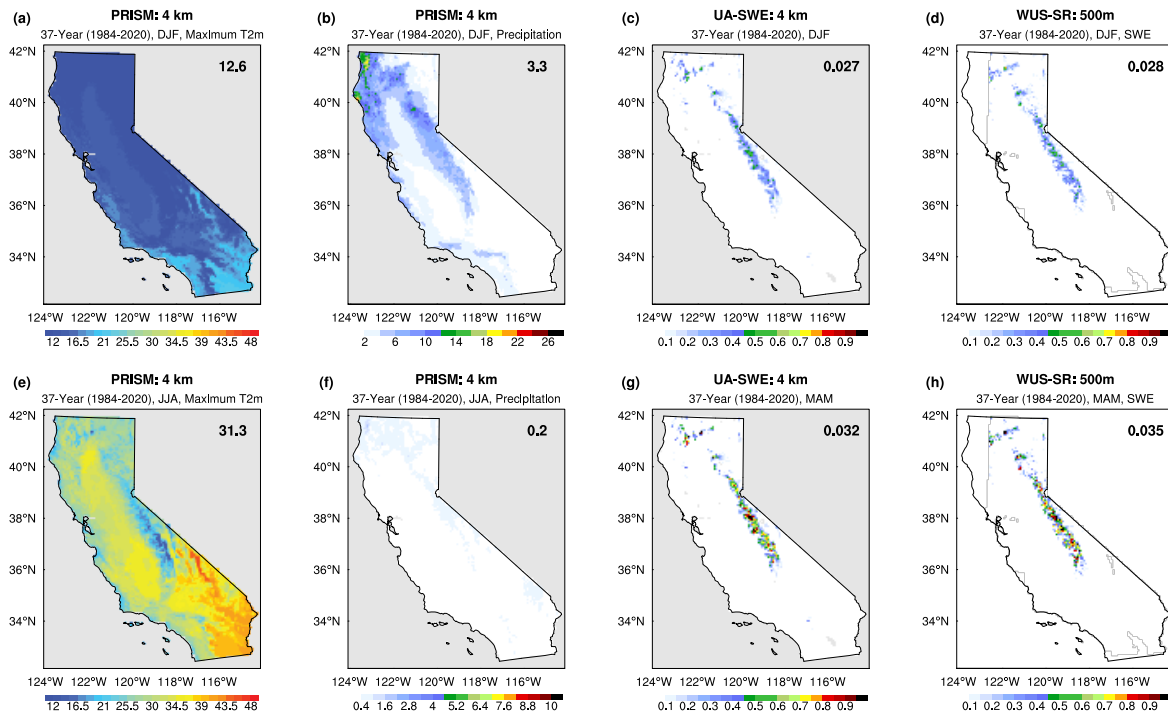 (a) PRISM: 4 km
37-Year (1984-2020), DJF, Maximum T2m
12.6
42°N
40°N
38°N
36°N
34°N
124°W 122°W 120°W 116°W
12 16.5 21 25.5 30 34.5 39 43.5 48
(b) PRISM: 4 km
37-Year (1984-2020), DJF, Precipitation
3.3
42°N
40°N
38°N
36°N
34°N
124°W 122°W 120°W 116°W
2 6 10 14 18 22 26
(c) UA-SWE: 4 km
37-Year (1984-2020), DJF
0.027
42°N
40°N
38°N
36°N
34°N
124°W 122°W 120°W 116°W
0.1 0.2 0.3 0.4 0.5 0.6 0.7 0.8 0.9
(d) WUS-SR: 500m
37-Year (1984-2020), DJF, SWE
0.028
42°N
40°N
38°N
36°N
34°N
124°W 122°W 120°W 116°W
0.1 0.2 0.3 0.4 0.5 0.6 0.7 0.8 0.9
(e) PRISM: 4 km
37-Year (1984-2020), JJA, Maximum T2m
31.3
42°N
40°N
38°N
36°N
34°N
124°W 122°W 120°W 116°W
12 16.5 21 25.5 30 34.5 39 43.5 48
(f) PRISM: 4 km
37-Year (1984-2020), JJA, Precipitation
0.2
42°N
40°N
38°N
36°N
34°N
124°W 122°W 120°W 116°W
0.4 1.6 2.8 4 5.2 6.4 7.6 8.8 10
(g) UA-SWE: 4 km
37-Year (1984-2020), MAM
0.032
42°N
40°N
38°N
36°N
34°N
124°W 122°W 120°W 116°W
0.1 0.2 0.3 0.4 0.5 0.6 0.7 0.8 0.9
(h) WUS-SR: 500m
37-Year (1984-2020), MAM, SWE
0.035
42°N
40°N
38°N
36°N
34°N
124°W 122°W 120°W 116°W
0.1 0.2 0.3 0.4 0.5 0.6 0.7 0.8 0.9